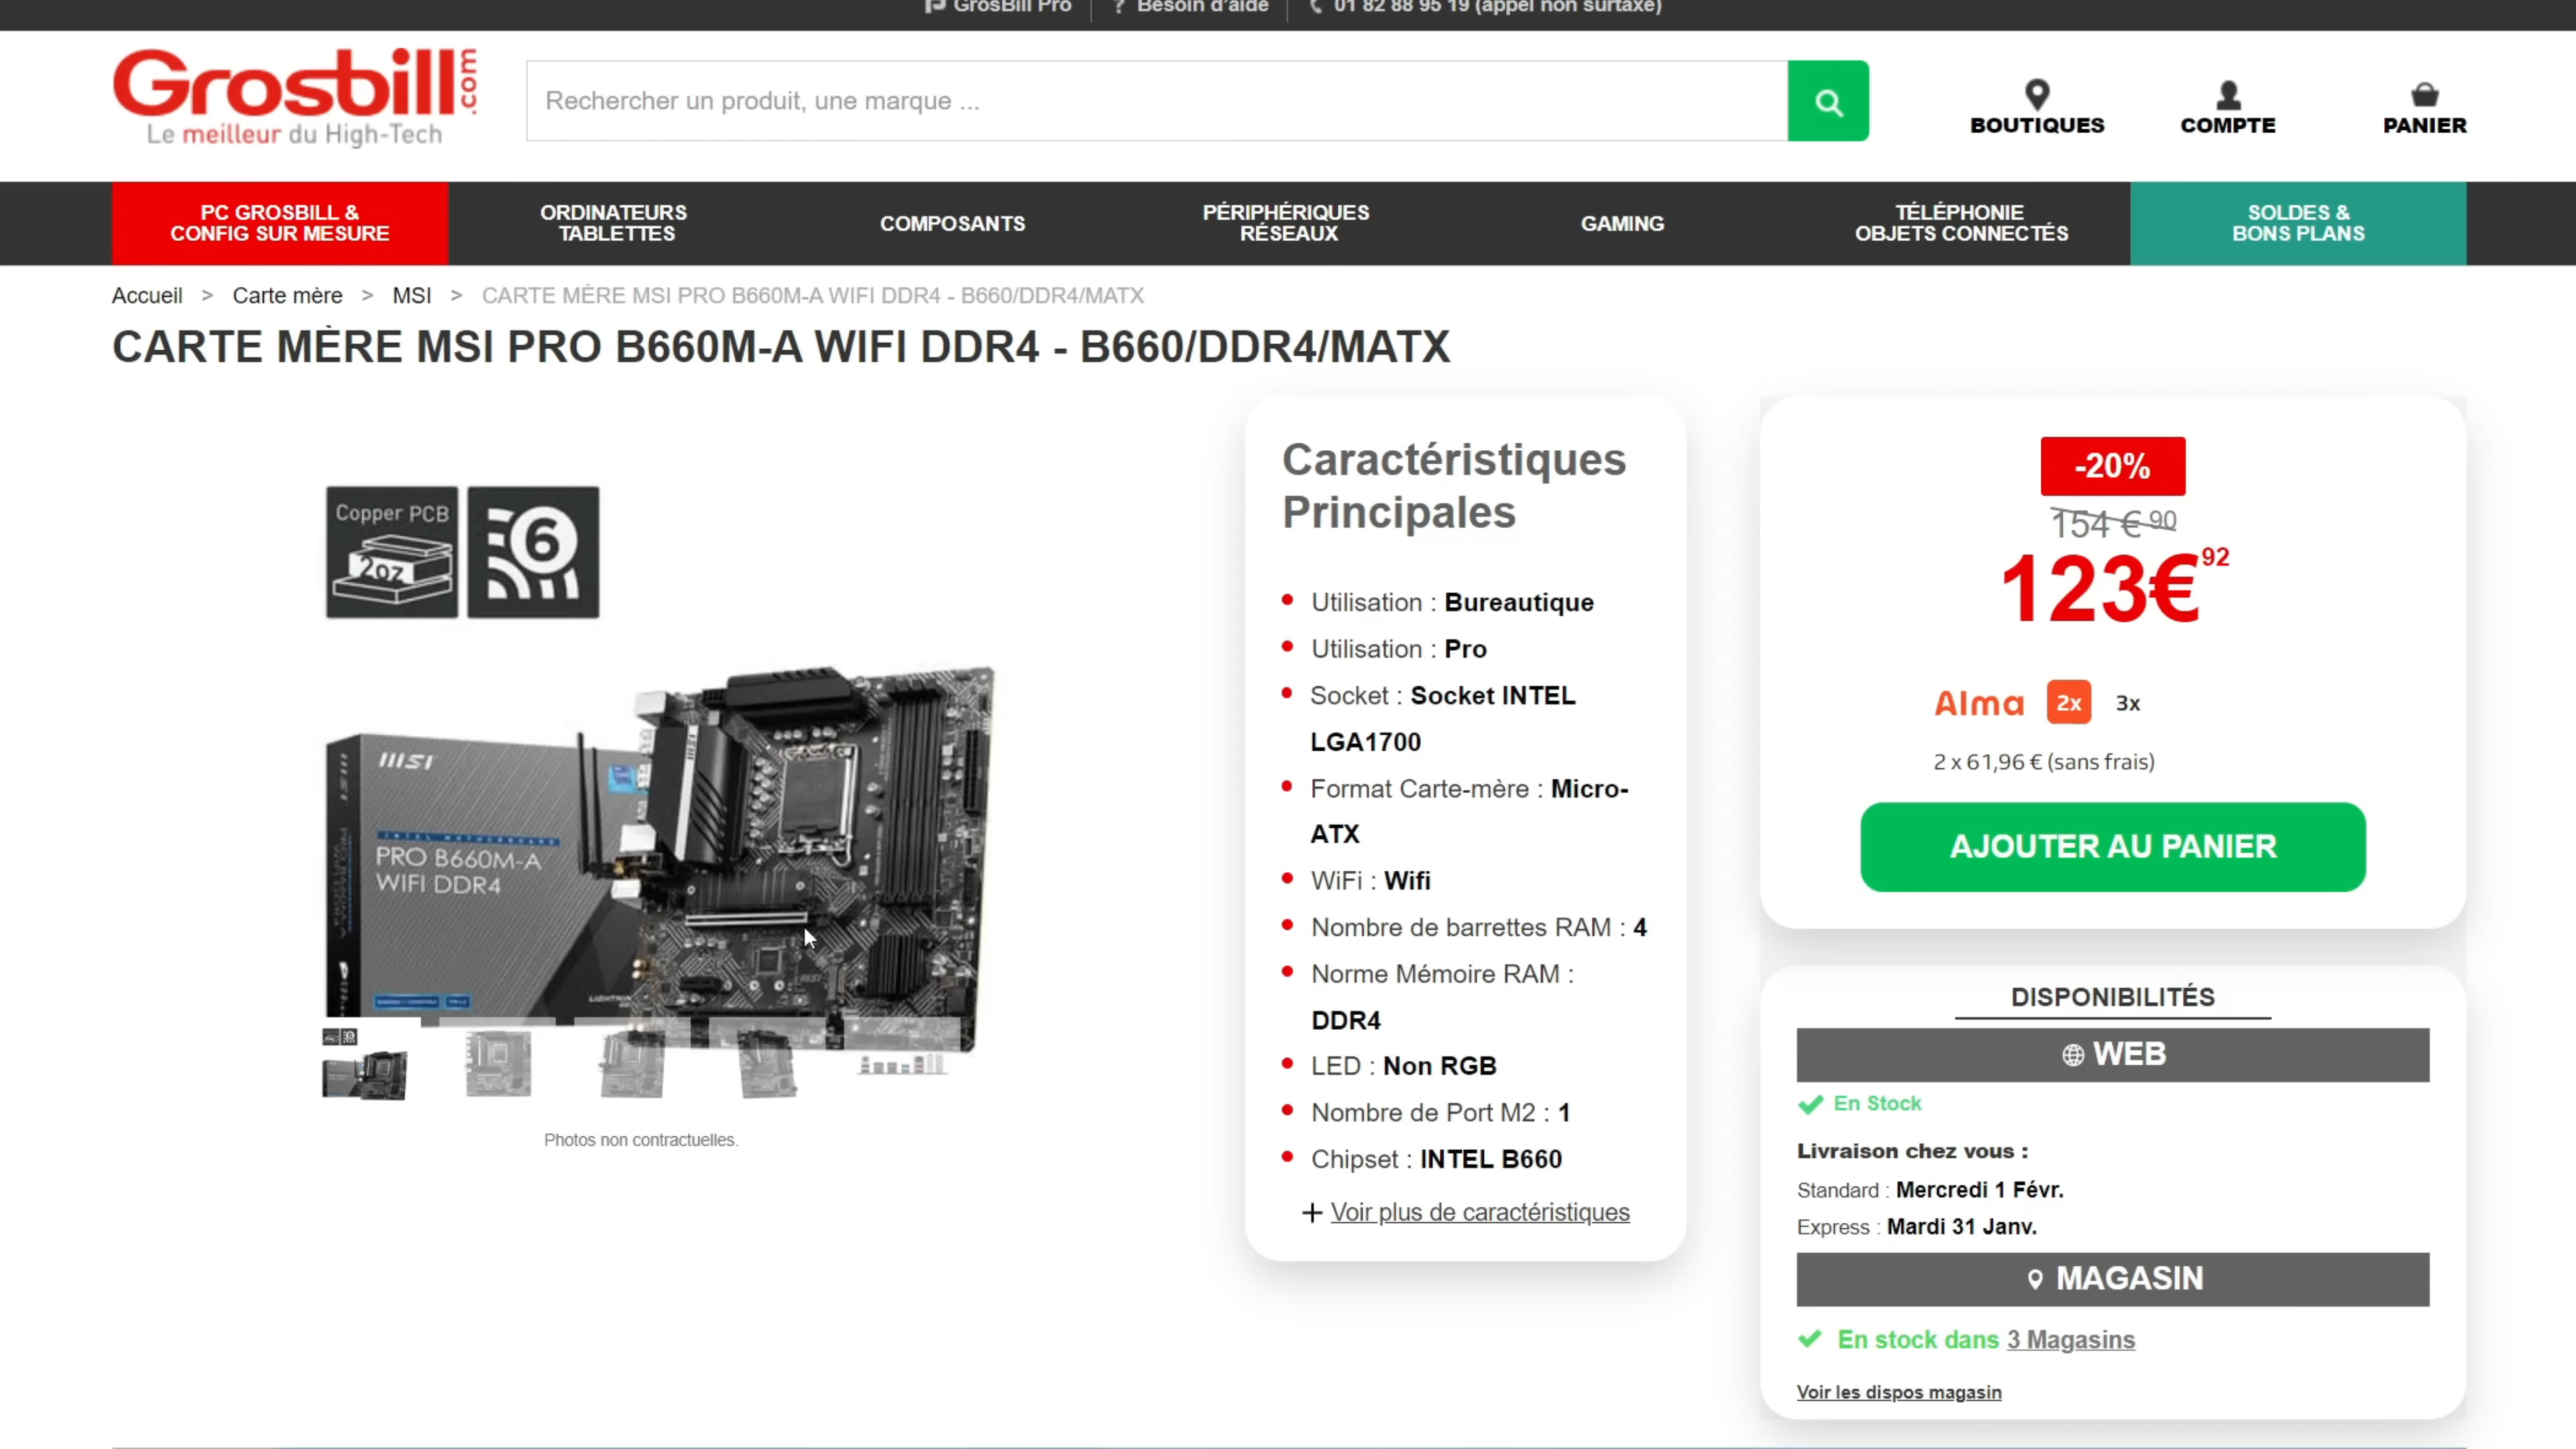 GrosBill Pro
? Besoin d'aide
01 82 88 95 19 (appel non surtaxé)
Grosbill.com
Le meilleur du High-Tech
Rechercher un produit, une marque ...
BOUTIQUES
COMPTE
PANIER
PC GROSBILL &
CONFIG SUR MESURE
ORDINATEURS
TABLETTES
COMPOSANTS
PÉRIPHÉRIQUES
RÉSEAUX
GAMING
TÉLÉPHONIE
OBJETS CONNECTÉS
SOLDES &
BONS PLANS
Accueil > Carte mère > MSI > CARTE MÈRE MSI PRO B660M-A WIFI DDR4 - B660/DDR4/MATX
CARTE MÈRE MSI PRO B660M-A WIFI DDR4 - B660/DDR4/MATX
Copper PCB
2oz
6
MSI
INTEL MOTHERBOARD
PRO B660M-A
WIFI DDR4
Photos non contractuelles.
Caractéristiques
Principales
Utilisation : Bureautique
Utilisation : Pro
Socket : Socket INTEL
LGA1700
Format Carte-mère : Micro-
ATX
WiFi : Wifi
Nombre de barrettes RAM : 4
Norme Mémoire RAM :
DDR4
LED : Non RGB
Nombre de Port M2 : 1
Chipset : INTEL B660
+ Voir plus de caractéristiques
-20%
154 € 90
123€92
Alma 2x 3x
2 x 61,96 € (sans frais)
AJOUTER AU PANIER
DISPONIBILITÉS
WEB
En Stock
Livraison chez vous :
Standard : Mercredi 1 Févr.
Express : Mardi 31 Janv.
MAGASIN
En stock dans 3 Magasins
Voir les dispos magasin